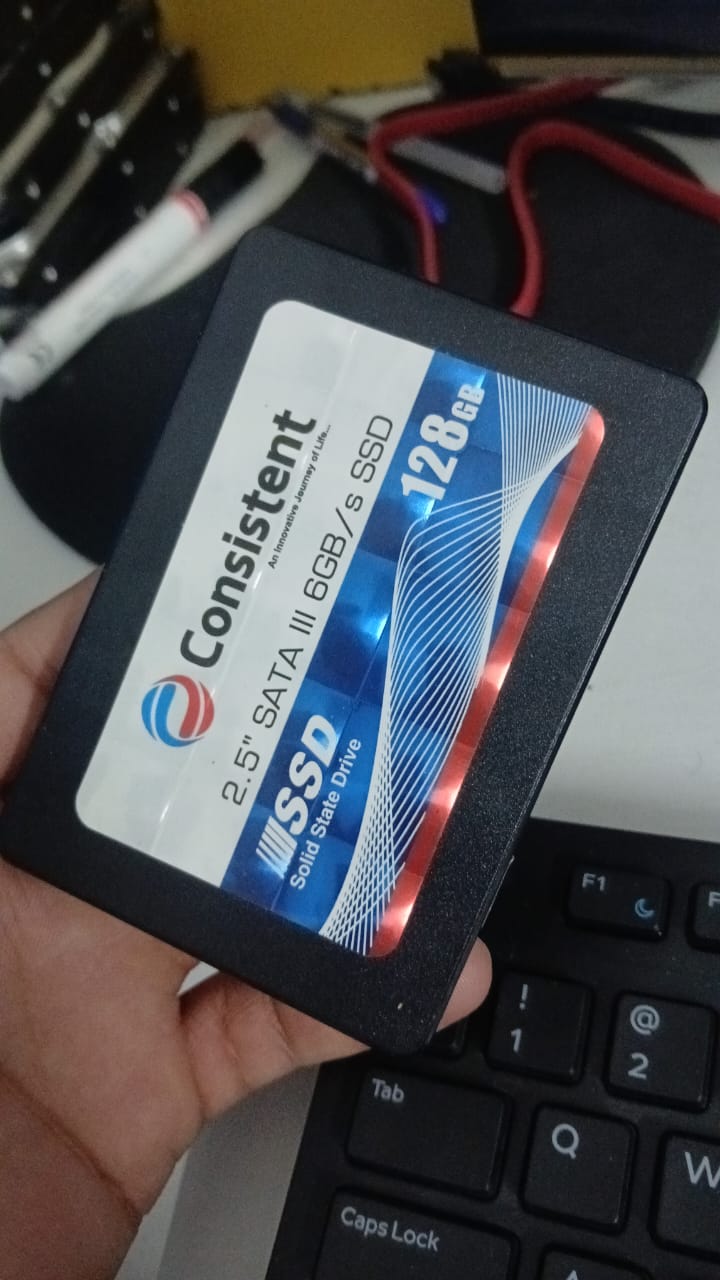 Consistent
An Innovative Journey of Life...
2.5" SATA III 6GB/s SSD
128GB
SSD
Solid State Drive
F1
F
!
1
@
2
Tab
Q
W
Caps Lock